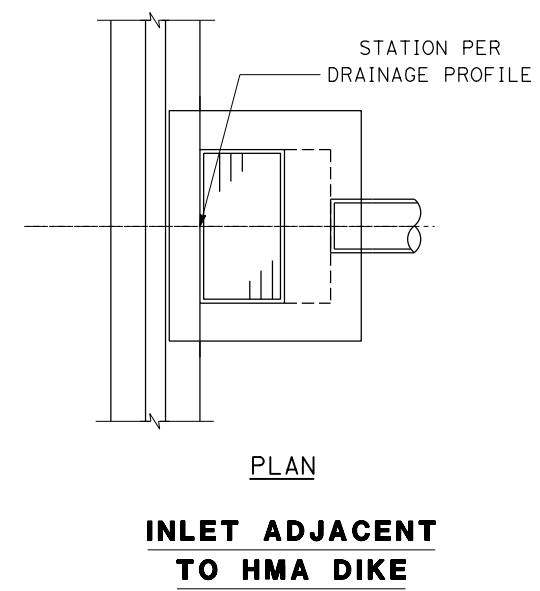 STATION PER
DRAINAGE PROFILE
PLAN
INLET ADJACENT
TO HMA DIKE